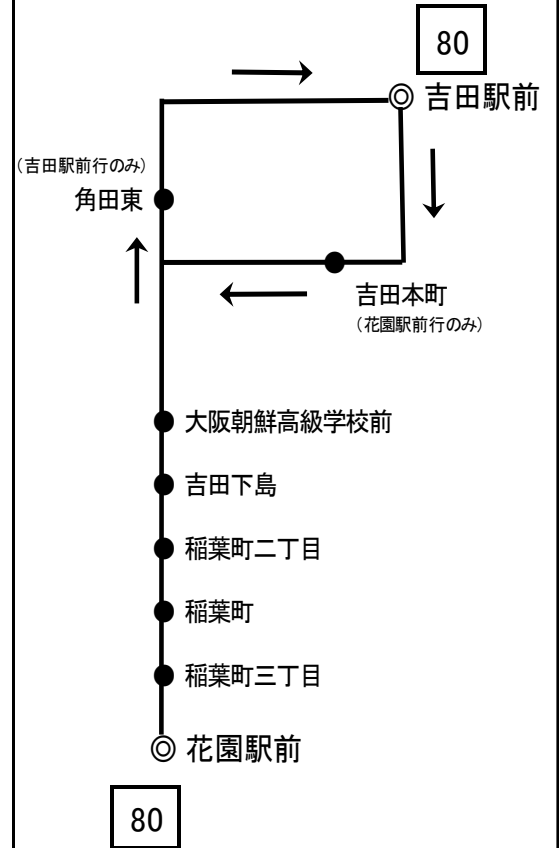 80
吉田駅前
（吉田駅前行のみ）
角田東
吉田本町
（花園駅前行のみ）
大阪朝鮮高級学校前
吉田下島
稲葉町二丁目
稲葉町
稲葉町三丁目
花園駅前
80